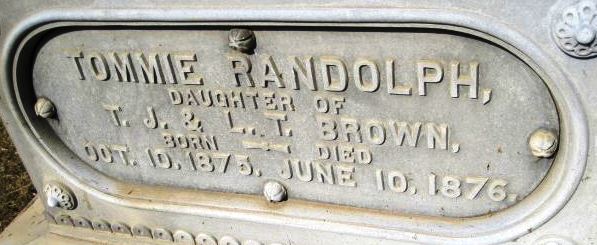 TOMMIE RANDOLPH,
DAUGHTER OF
T. J. & L. T. BROWN,
BORN — DIED
OCT. 10. 1875. JUNE 10, 1876.